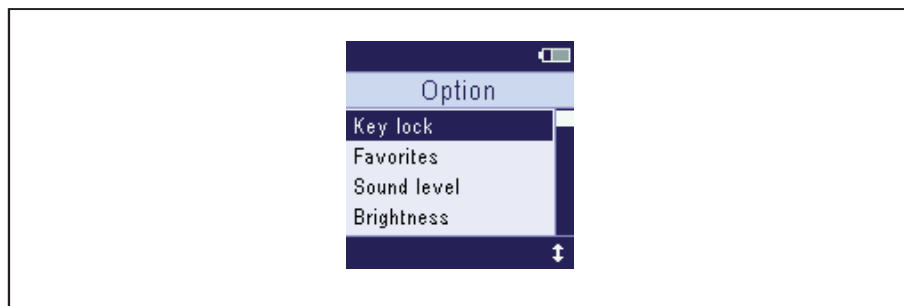 Option
Key lock
Favorites
Sound level
Brightness